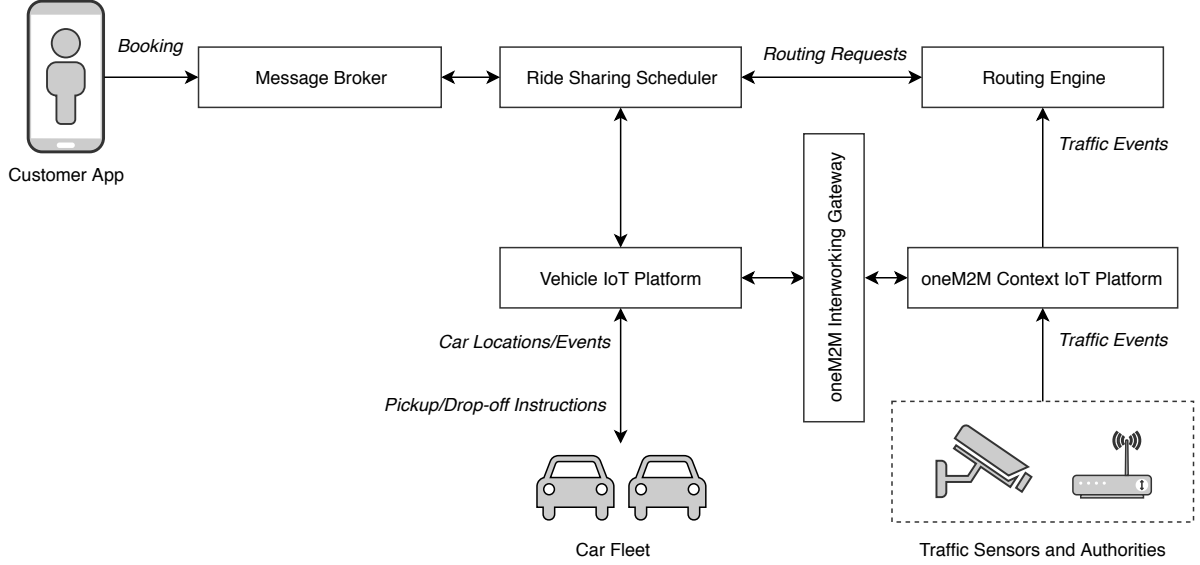 Booking
Message Broker
Ride Sharing Scheduler
Routing Requests
Routing Engine
Customer App
Traffic Events
oneM2M Interworking Gateway
Vehicle IoT Platform
oneM2M Context IoT Platform
Car Locations/Events
Traffic Events
Pickup/Drop-off Instructions
Car Fleet
Traffic Sensors and Authorities